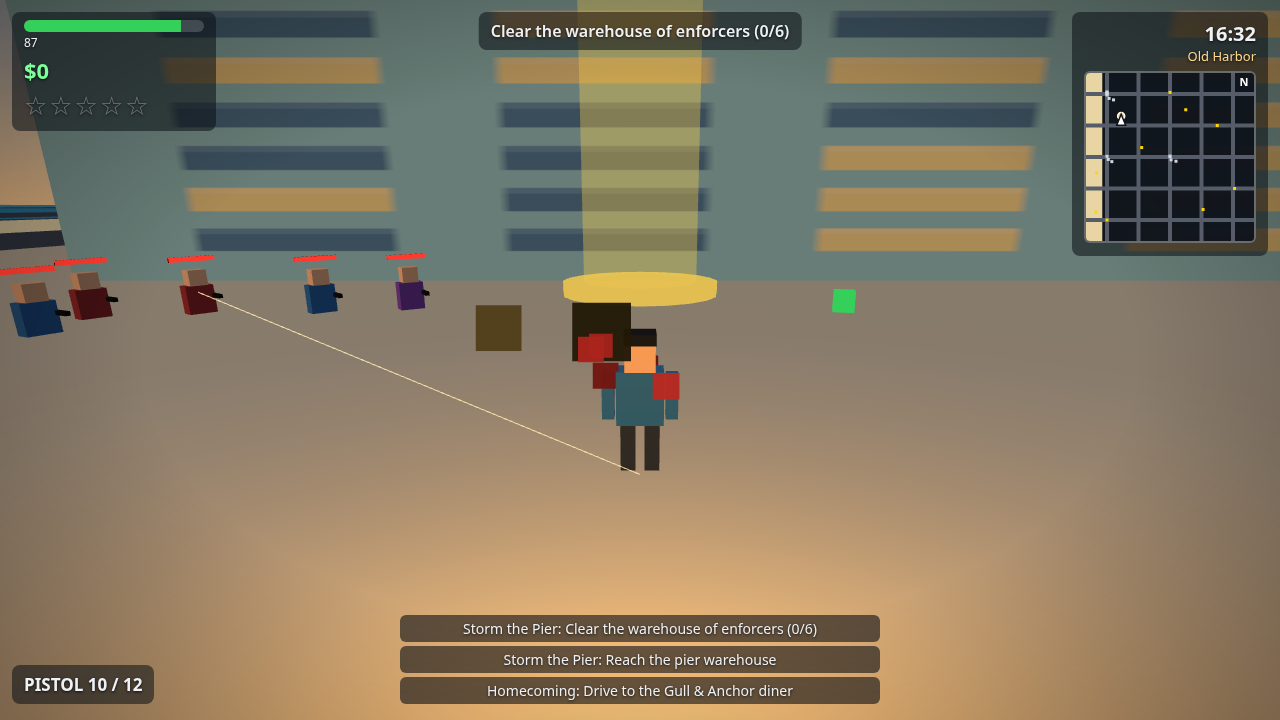 87
$0
Clear the warehouse of enforcers (0/6)
16:32
Old Harbor
N
Storm the Pier: Clear the warehouse of enforcers (0/6)
Storm the Pier: Reach the pier warehouse
Homecoming: Drive to the Gull & Anchor diner
PISTOL 10 / 12